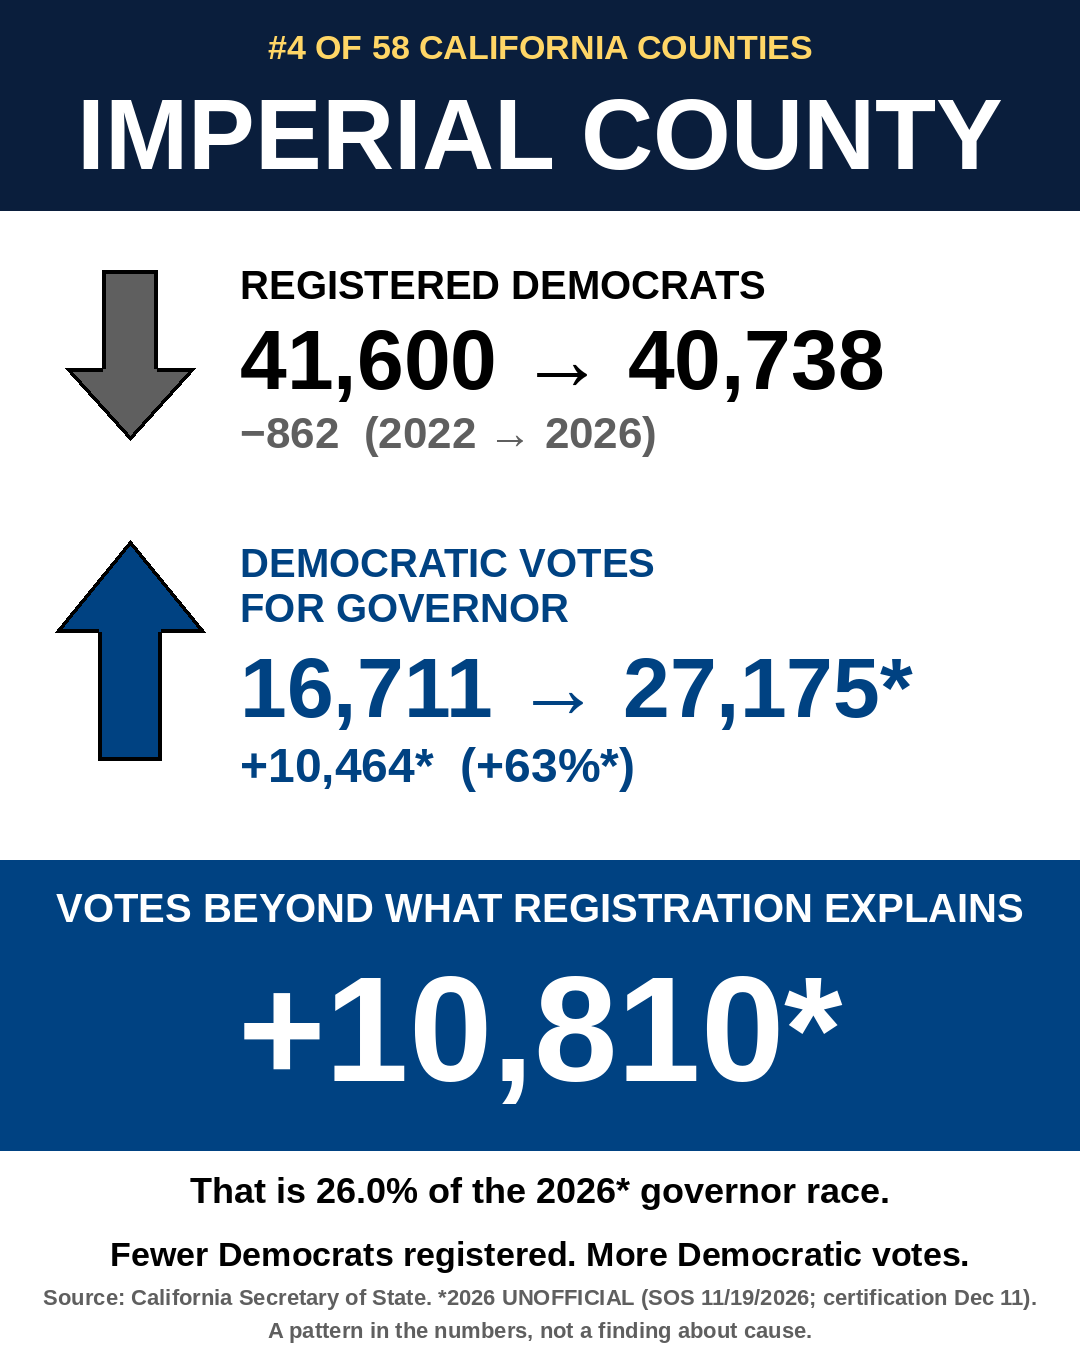 #4 OF 58 CALIFORNIA COUNTIES
IMPERIAL COUNTY
REGISTERED DEMOCRATS
41,600 → 40,738
−862 (2022 → 2026)
DEMOCRATIC VOTES
FOR GOVERNOR
16,711 → 27,175*
+10,464* (+63%*)
VOTES BEYOND WHAT REGISTRATION EXPLAINS
+10,810*
That is 26.0% of the 2026* governor race.
Fewer Democrats registered. More Democratic votes.
Source: California Secretary of State. *2026 UNOFFICIAL (SOS 11/19/2026; certification Dec 11).
A pattern in the numbers, not a finding about cause.